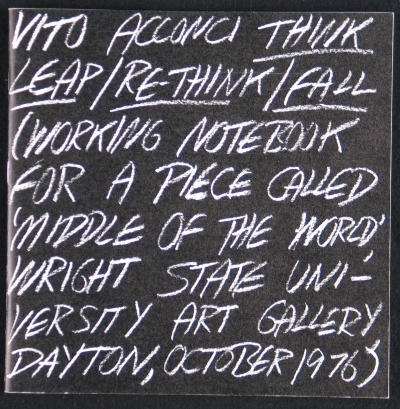 VITO ACCONCI THINK
LEAP/RE-THINK/FALL
(WORKING NOTEBOOK
FOR A PIECE CALLED
'MIDDLE OF THE WORLD'
WRIGHT STATE UNI-
VERSITY ART GALLERY
DAYTON, OCTOBER 1976)